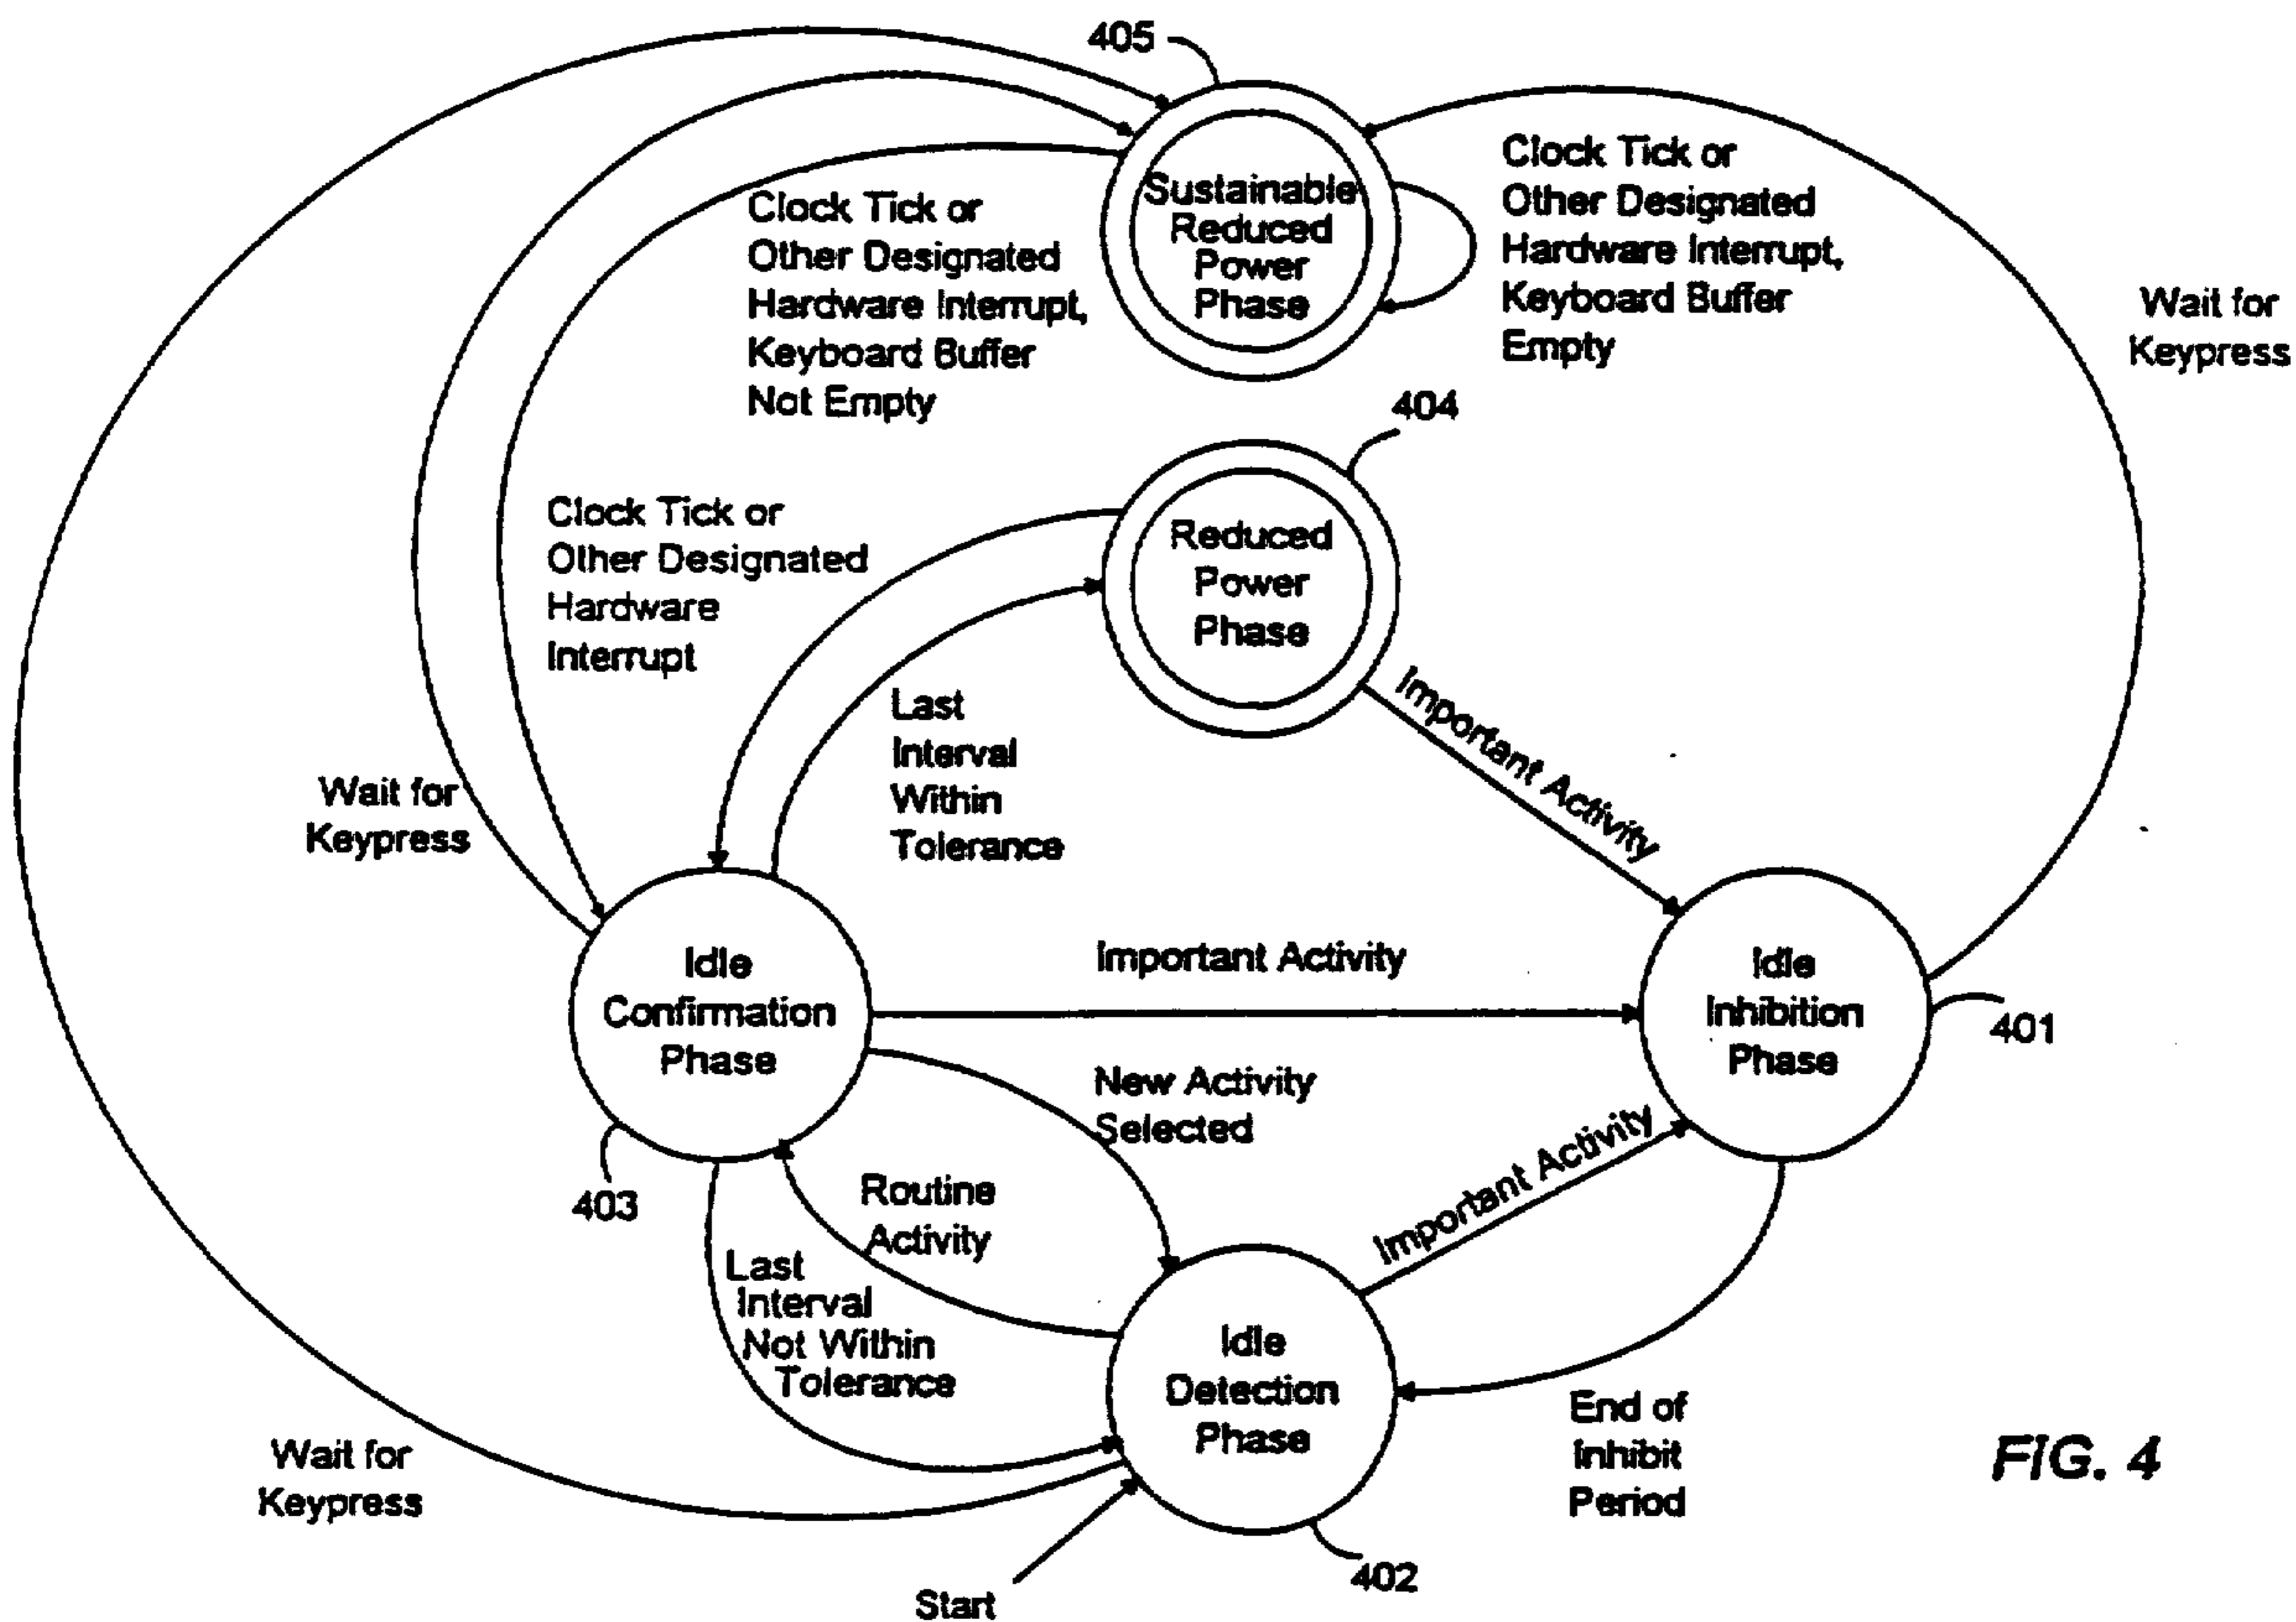 405
Sustainable
Reduced
Power
Phase
Clock Tick or
Other Designated
Hardware Interrupt,
Keyboard Buffer
Empty
Wait for
Keypress
Clock Tick or
Other Designated
Hardware Interrupt,
Keyboard Buffer
Not Empty
404
Reduced
Power
Phase
Clock Tick or
Other Designated
Hardware
Interrupt
Last
Interval
Within
Tolerance
Important Activity
Wait for
Keypress
Idle
Confirmation
Phase
Important Activity
Idle
Inhibition
Phase
401
New Activity
Selected
403
Routine
Activity
Important Activity
Last
Interval
Not Within
Tolerance
Idle
Detection
Phase
End of
Inhibit
Period
Wait for
Keypress
402
Start
FIG. 4